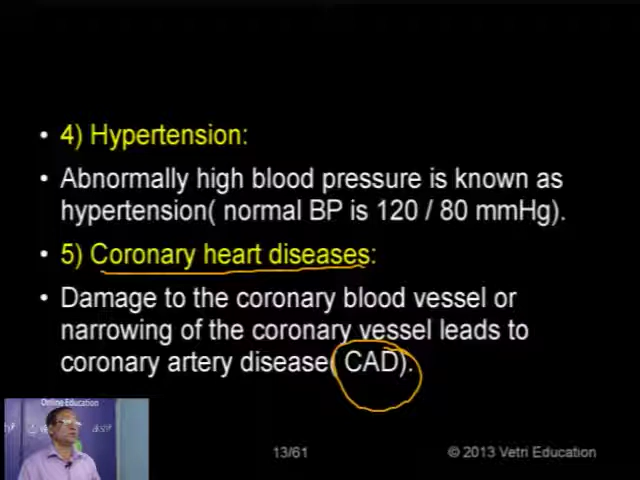 • 4) Hypertension:
• Abnormally high blood pressure is known as
hypertension( normal BP is 120 / 80 mmHg).
• 5) Coronary heart diseases:
• Damage to the coronary blood vessel or
narrowing of the coronary vessel leads to
coronary artery disease( CAD).
Online Education
13/61
© 2013 Vetri Education